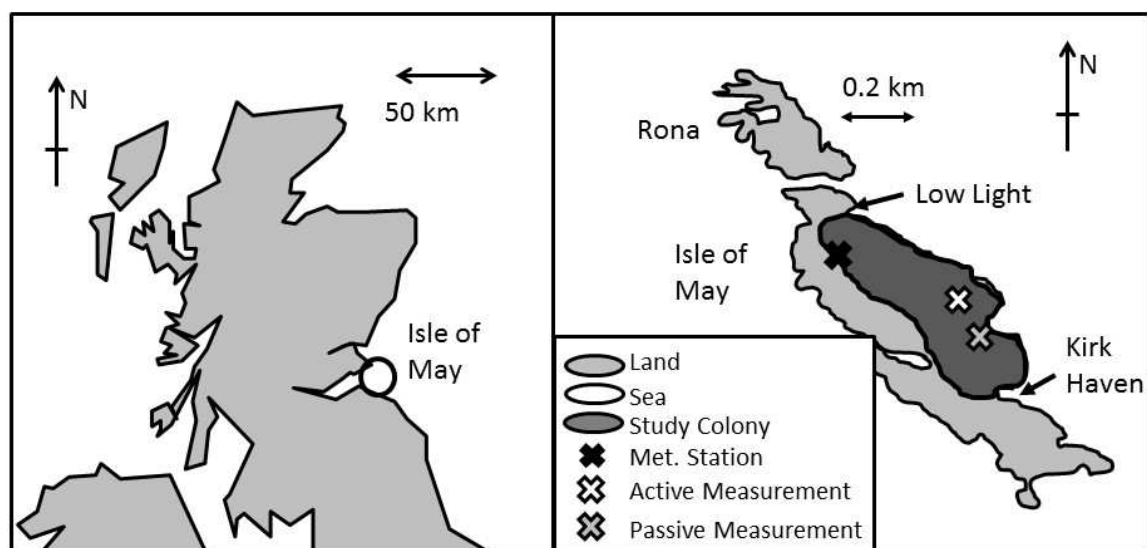 N
50 km
Isle of
May
N
0.2 km
Rona
Low Light
Isle of
May
Kirk
Haven
Land
Sea
Study Colony
Met. Station
Active Measurement
Passive Measurement